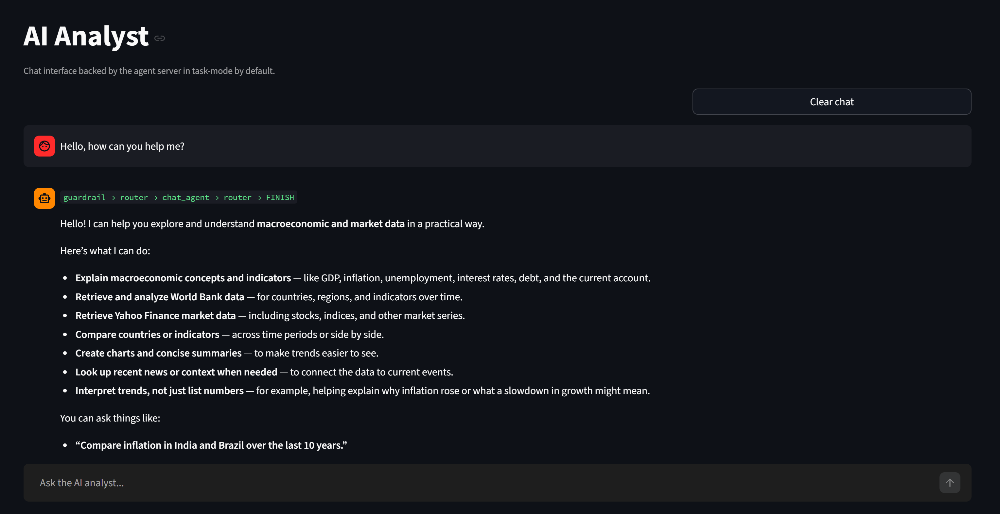 AI Analyst
Chat interface backed by the agent server in task-mode by default.
Clear chat
Hello, how can you help me?
guardrail → router → chat_agent → router → FINISH
Hello! I can help you explore and understand macroeconomic and market data in a practical way.
Here’s what I can do:
• Explain macroeconomic concepts and indicators — like GDP, inflation, unemployment, interest rates, debt, and the current account.
• Retrieve and analyze World Bank data — for countries, regions, and indicators over time.
• Retrieve Yahoo Finance market data — including stocks, indices, and other market series.
• Compare countries or indicators — across time periods or side by side.
• Create charts and concise summaries — to make trends easier to see.
• Look up recent news or context when needed — to connect the data to current events.
• Interpret trends, not just list numbers — for example, helping explain why inflation rose or what a slowdown in growth might mean.
You can ask things like:
• “Compare inflation in India and Brazil over the last 10 years.”
Ask the AI analyst...